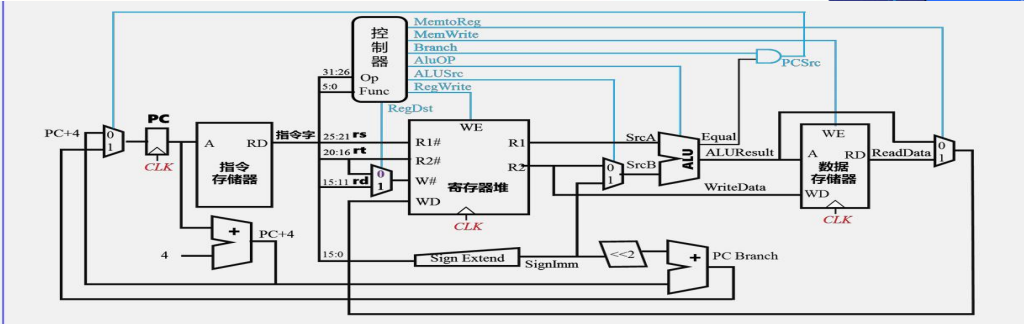 控制器
Op
Func
31:26
5:0
MemtoReg
MemWrite
Branch
AluOP
ALUSrc
RegWrite
RegDst
PCSrc
PC+4
0
1
PC
CLK
A
RD
指令
存储器
指令字
25:21 rs
20:16 rt
15:11 rd
0
1
WE
R1#
R2#
W#
WD
R1
R2
寄存器堆
CLK
SrcA
SrcB
0
1
ALU
Equal
ALUResult
WriteData
WE
A
RD
数据
存储器
WD
CLK
ReadData
0
1
+
PC+4
4
15:0
Sign Extend
SignImm
<<2
+
PC Branch